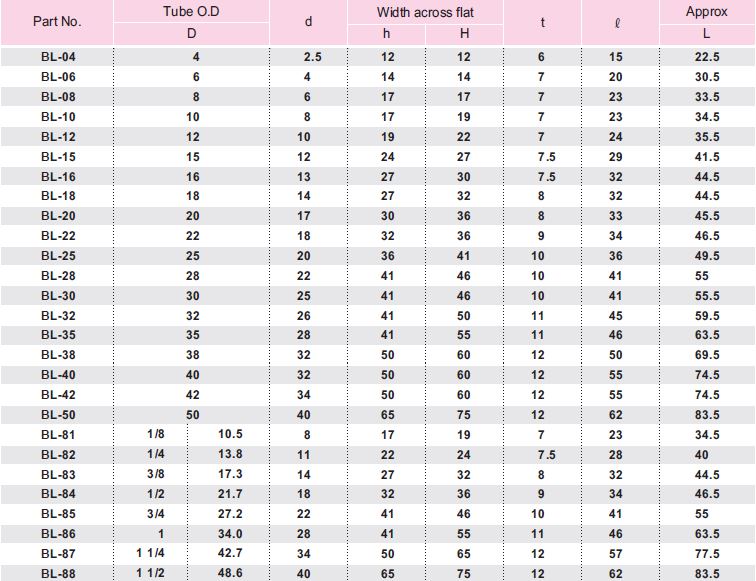 Part No. Tube O.D d Width across flat t ℓ Approx
D h H L
BL-04 4 2.5 12 12 6 15 22.5
BL-06 6 4 14 14 7 20 30.5
BL-08 8 6 17 17 7 23 33.5
BL-10 10 8 17 19 7 23 34.5
BL-12 12 10 19 22 7 24 35.5
BL-15 15 12 24 27 7.5 29 41.5
BL-16 16 13 27 30 7.5 32 44.5
BL-18 18 14 27 32 8 32 44.5
BL-20 20 17 30 36 8 33 45.5
BL-22 22 18 32 36 9 34 46.5
BL-25 25 20 36 41 10 36 49.5
BL-28 28 22 41 46 10 41 55
BL-30 30 25 41 46 10 41 55.5
BL-32 32 26 41 50 11 45 59.5
BL-35 35 28 41 55 11 46 63.5
BL-38 38 32 50 60 12 50 69.5
BL-40 40 32 50 60 12 55 74.5
BL-42 42 34 50 60 12 55 74.5
BL-50 50 40 65 75 12 62 83.5
BL-81 1/8 10.5 8 17 19 7 23 34.5
BL-82 1/4 13.8 11 22 24 7.5 28 40
BL-83 3/8 17.3 14 27 32 8 32 44.5
BL-84 1/2 21.7 18 32 36 9 34 46.5
BL-85 3/4 27.2 22 41 46 10 41 55
BL-86 1 34.0 28 41 55 11 46 63.5
BL-87 1 1/4 42.7 34 50 65 12 57 77.5
BL-88 1 1/2 48.6 40 65 75 12 62 83.5